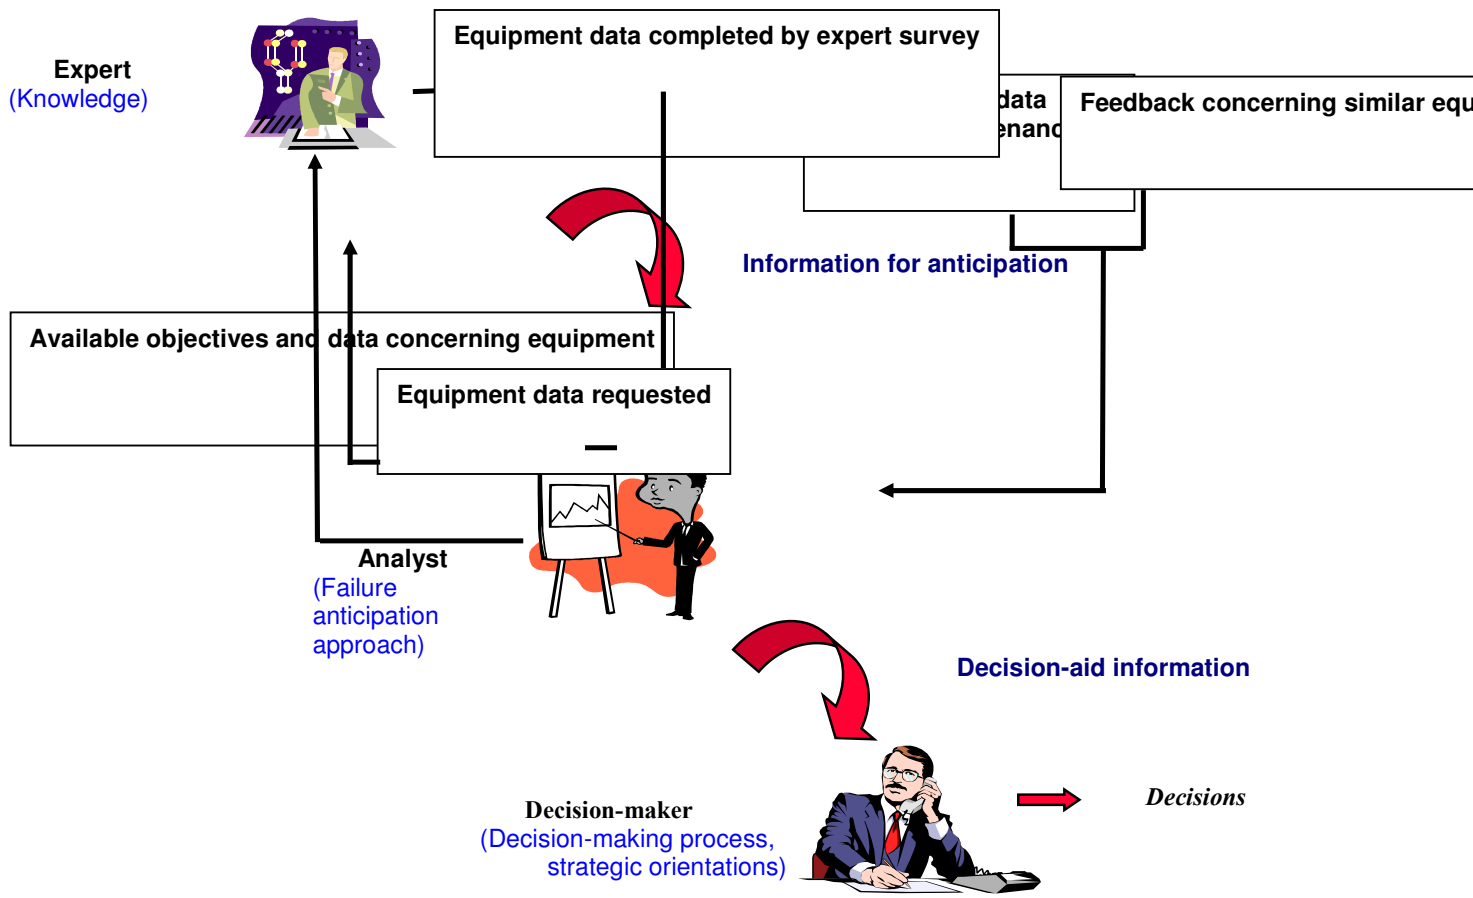 Equipment data completed by expert survey
Expert
(Knowledge)
data
Feedback concerning similar equ
enanc
Information for anticipation
Available objectives and data concerning equipment
Equipment data requested
Analyst
(Failure
anticipation
approach)
Decision-aid information
Decision-maker
Decisions
(Decision-making process,
strategic orientations)